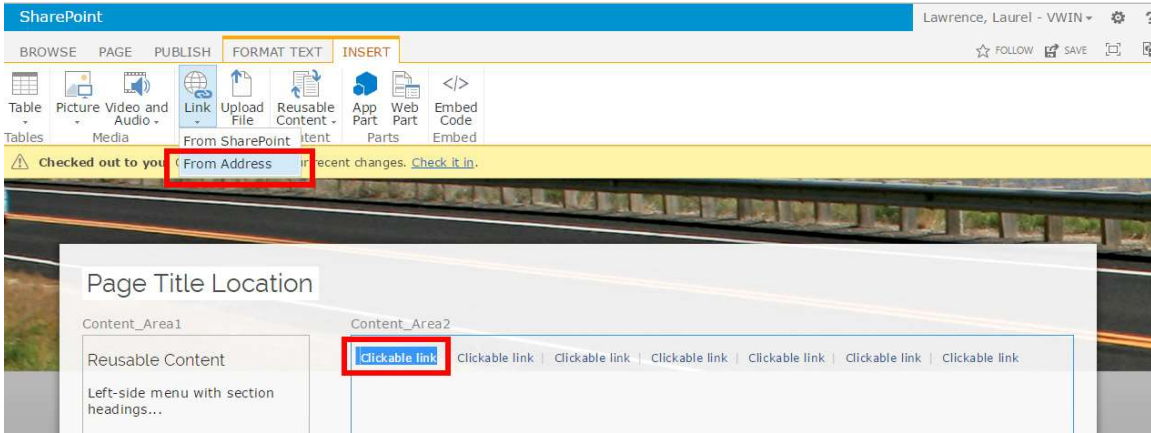 SharePoint
Lawrence, Laurel - VWIN
?
BROWSE PAGE PUBLISH FORMAT TEXT INSERT
FOLLOW SAVE
Table Picture Video and Audio Link Upload File Reusable Content App Part Web Part Embed Code
Tables Media Parts Embed
From SharePoint
From Address
Checked out to you recent changes. Check it in.
Page Title Location
Content_Area1 Content_Area2
Clickable link Clickable link | Clickable link | Clickable link | Clickable link | Clickable link | Clickable link
Reusable Content
Left-side menu with section
headings...